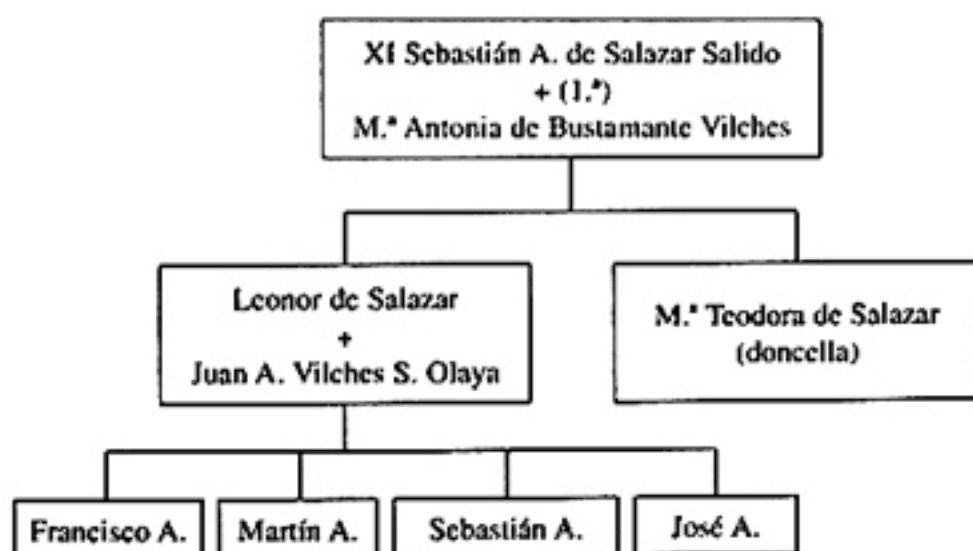 XI Sebastián A. de Salazar Salido
+ (1.ª)
M.ª Antonia de Bustamante Vilches
Leonor de Salazar
+
Juan A. Vilches S. Olaya
M.ª Teodora de Salazar
(doncella)
Francisco A.
Martín A.
Sebastián A.
José A.